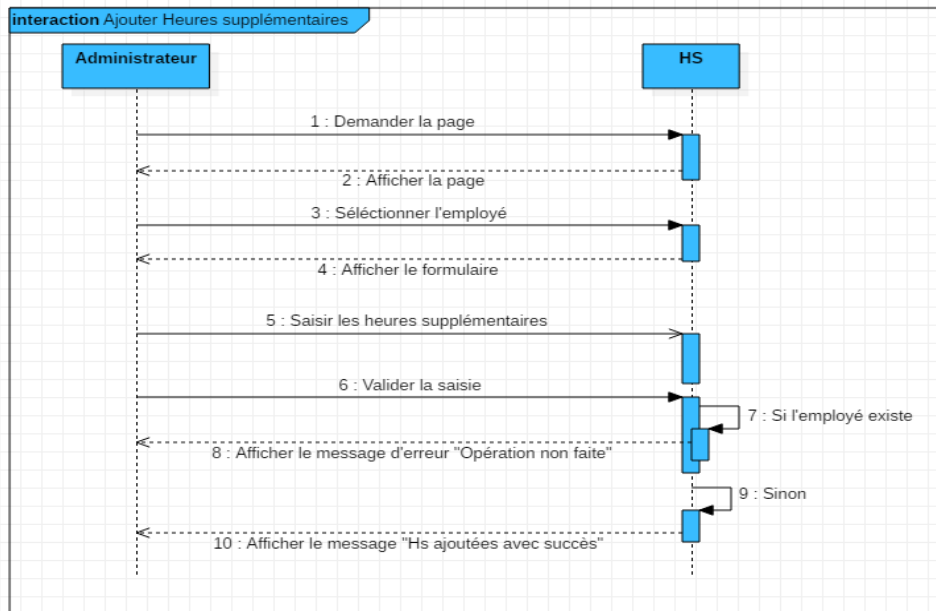 interaction Ajouter Heures supplémentaires
Administrateur
HS
1 : Demander la page
2 : Afficher la page
3 : Séléctionner l'employé
4 : Afficher le formulaire
5 : Saisir les heures supplémentaires
6 : Valider la saisie
7 : Si l'employé existe
8 : Afficher le message d'erreur "Opération non faite"
9 : Sinon
10 : Afficher le message "Hs ajoutées avec succès"